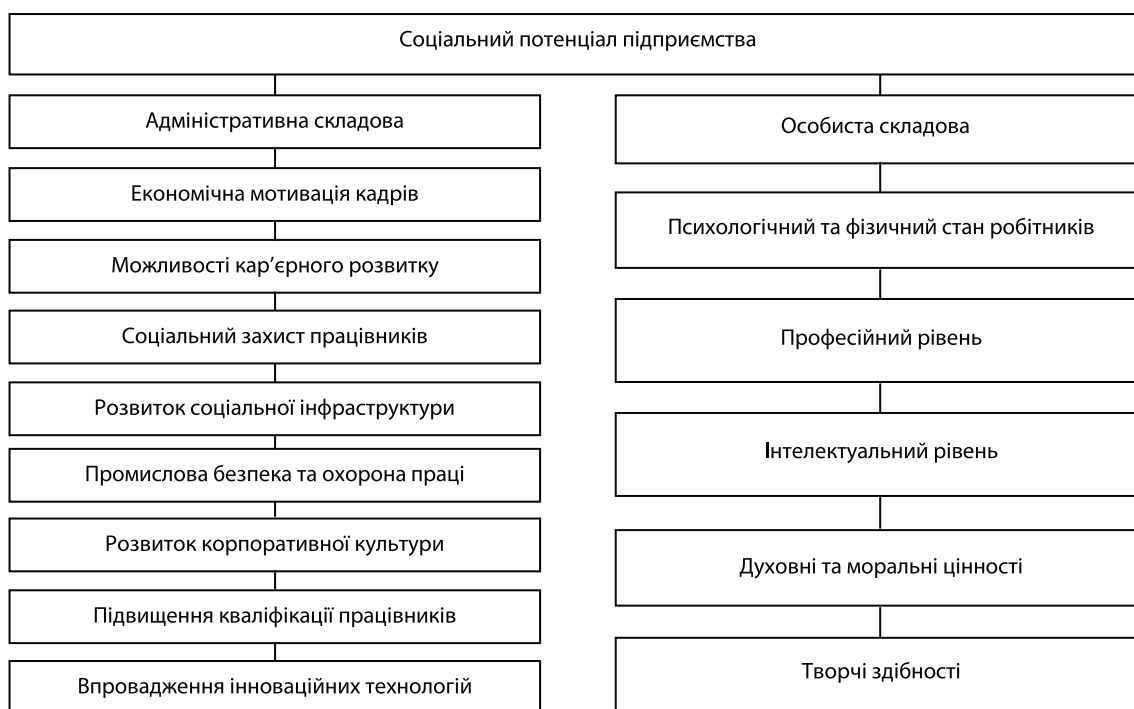 Соціальний потенціал підприємства
Адміністративна складова
Економічна мотивація кадрів
Можливості кар’єрного розвитку
Соціальний захист працівників
Розвиток соціальної інфраструктури
Промислова безпека та охорона праці
Розвиток корпоративної культури
Підвищення кваліфікації працівників
Впровадження інноваційних технологій
Особиста складова
Психологічний та фізичний стан робітників
Професійний рівень
Інтелектуальний рівень
Духовні та моральні цінності
Творчі здібності